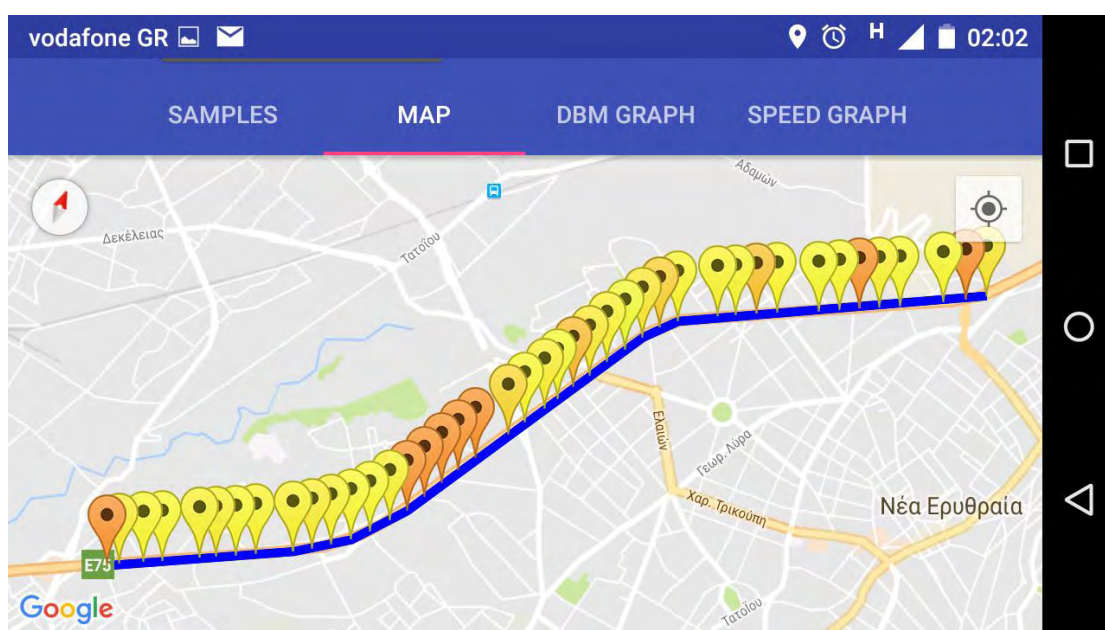 vodafone GR
H
02:02
SAMPLES
MAP
DBM GRAPH
SPEED GRAPH
Αδαμών
Δεκέλειας
Τατοΐου
Ελαιών
Γεωρ. Λύρα
Χαρ. Τρικούπη
Νέα Ερυθραία
E75
Google
Τατοΐου